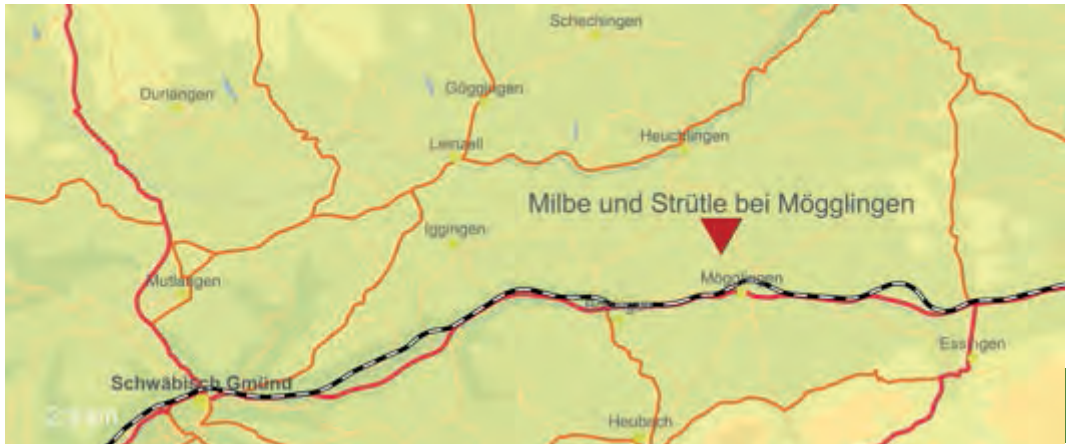 Schechingen
Göggingen
Durlangen
Heuchlingen
Leinzell
Milbe und Strütle bei Mögglingen
Iggingen
Mögglingen
Mutlangen
Essingen
Schwäbisch Gmünd
Heubach